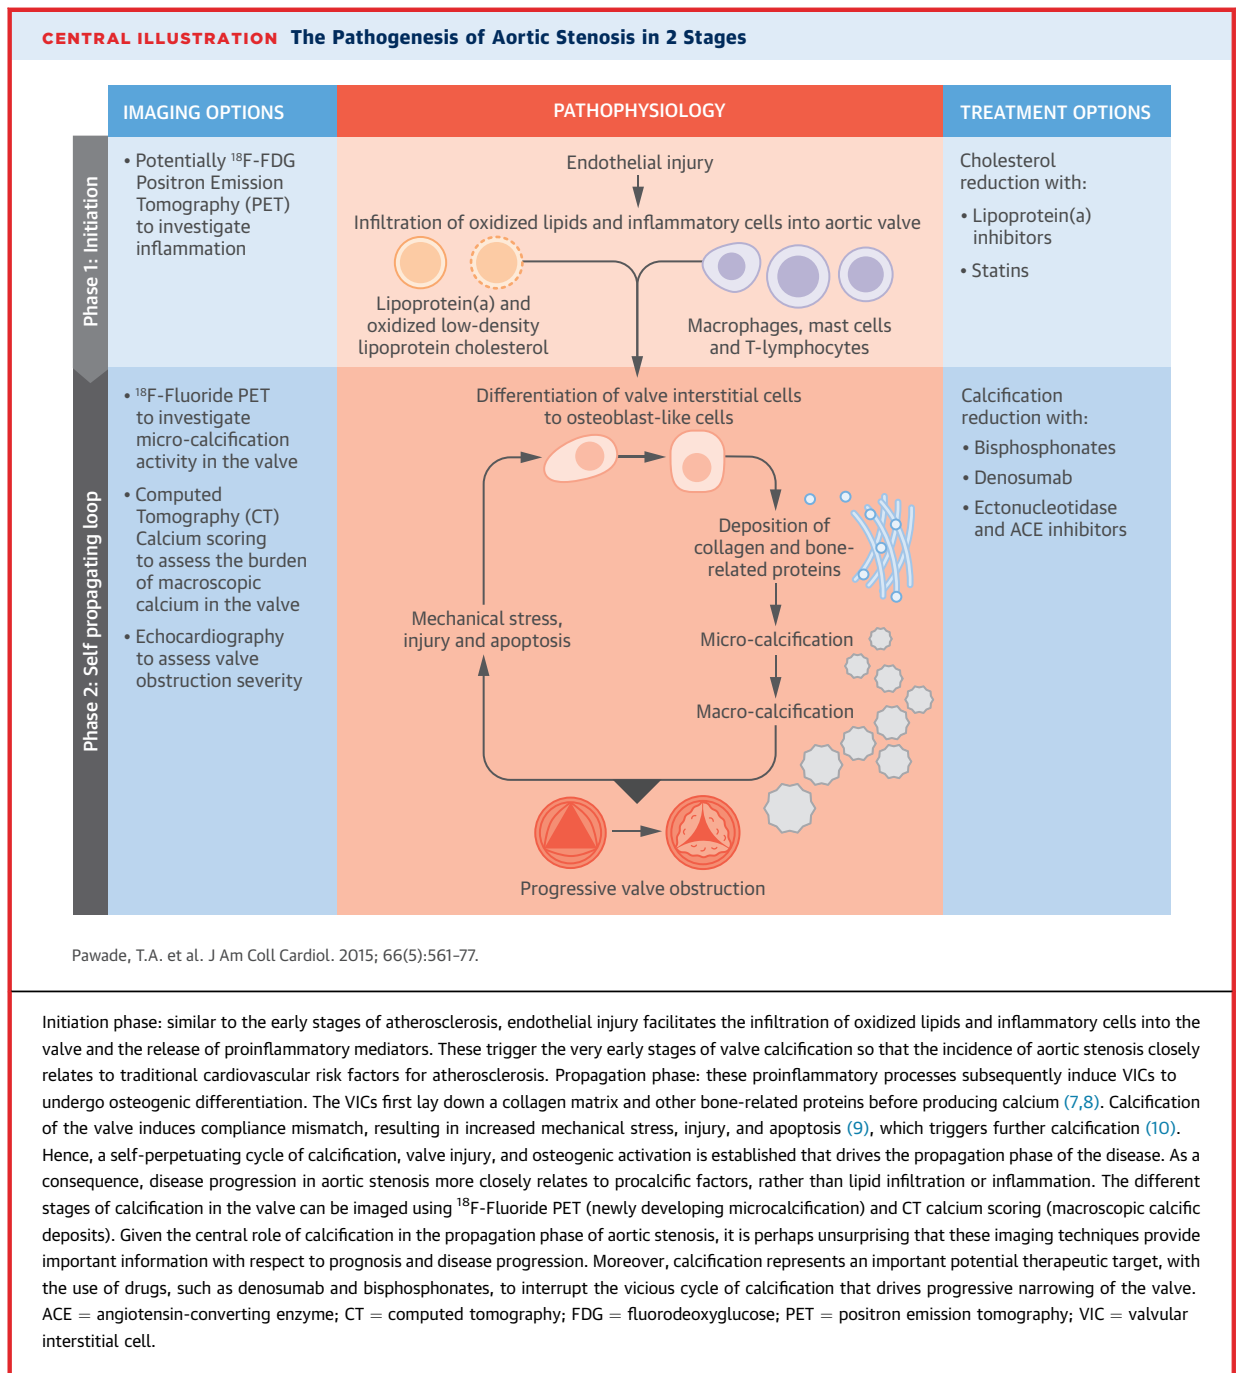 CENTRAL ILLUSTRATION The Pathogenesis of Aortic Stenosis in 2 Stages
IMAGING OPTIONS
PATHOPHYSIOLOGY
TREATMENT OPTIONS
Phase 1: Initiation
• Potentially ¹⁸F-FDG
Positron Emission
Tomography (PET)
to investigate
inflammation
Endothelial injury
Infiltration of oxidized lipids and inflammatory cells into aortic valve
Lipoprotein(a) and
oxidized low-density
lipoprotein cholesterol
Macrophages, mast cells
and T-lymphocytes
Cholesterol
reduction with:
• Lipoprotein(a)
inhibitors
• Statins
Phase 2: Self propagating loop
• ¹⁸F-Fluoride PET
to investigate
micro-calcification
activity in the valve
• Computed
Tomography (CT)
Calcium scoring
to assess the burden
of macroscopic
calcium in the valve
• Echocardiography
to assess valve
obstruction severity
Differentiation of valve interstitial cells
to osteoblast-like cells
Deposition of
collagen and bone-
related proteins
Micro-calcification
Macro-calcification
Mechanical stress,
injury and apoptosis
Progressive valve obstruction
Calcification
reduction with:
• Bisphosphonates
• Denosumab
• Ectonucleotidase
and ACE inhibitors
Pawade, T.A. et al. J Am Coll Cardiol. 2015; 66(5):561-77.
Initiation phase: similar to the early stages of atherosclerosis, endothelial injury facilitates the infiltration of oxidized lipids and inflammatory cells into the
valve and the release of proinflammatory mediators. These trigger the very early stages of valve calcification so that the incidence of aortic stenosis closely
relates to traditional cardiovascular risk factors for atherosclerosis. Propagation phase: these proinflammatory processes subsequently induce VICs to
undergo osteogenic differentiation. The VICs first lay down a collagen matrix and other bone-related proteins before producing calcium (7,8). Calcification
of the valve induces compliance mismatch, resulting in increased mechanical stress, injury, and apoptosis (9), which triggers further calcification (10).
Hence, a self-perpetuating cycle of calcification, valve injury, and osteogenic activation is established that drives the propagation phase of the disease. As a
consequence, disease progression in aortic stenosis more closely relates to procalcific factors, rather than lipid infiltration or inflammation. The different
stages of calcification in the valve can be imaged using ¹⁸F-Fluoride PET (newly developing microcalcification) and CT calcium scoring (macroscopic calcific
deposits). Given the central role of calcification in the propagation phase of aortic stenosis, it is perhaps unsurprising that these imaging techniques provide
important information with respect to prognosis and disease progression. Moreover, calcification represents an important potential therapeutic target, with
the use of drugs, such as denosumab and bisphosphonates, to interrupt the vicious cycle of calcification that drives progressive narrowing of the valve.
ACE = angiotensin-converting enzyme; CT = computed tomography; FDG = fluorodeoxyglucose; PET = positron emission tomography; VIC = valvular
interstitial cell.